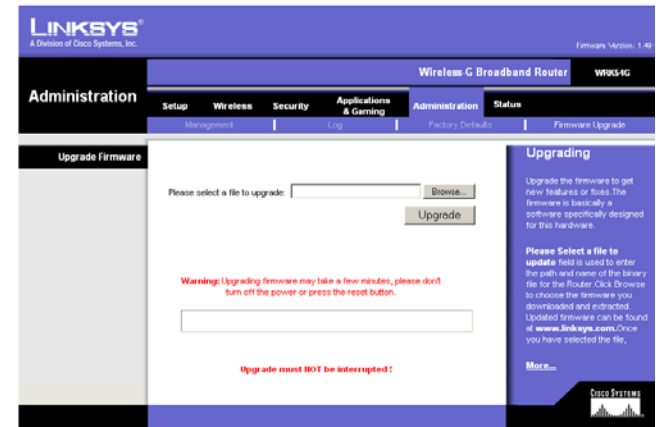 LINKSYS®
A Division of Cisco Systems, Inc.
Firmware Version: 1.49
Wireless-G Broadband Router
WRK54G
Administration
Setup
Wireless
Security
Applications
& Gaming
Administration
Status
Management
Log
Factory Defaults
Firmware Upgrade
Upgrade Firmware
Please select a file to upgrade:
Browse...
Upgrade
Warning: Upgrading firmware may take a few minutes, please don't
turn off the power or press the reset button.
Upgrade must NOT be interrupted !
Upgrading
Upgrade the firmware to get
new features or fixes.The
firmware is basically a
software specifically designed
for this hardware.
Please Select a file to
update field is used to enter
the path and name of the binary
file for the Router.Click Browse
to choose the firmware you
downloaded and extracted.
Updated firmware can be found
at www.linksys.com.Once
you have selected the file,
More...
CISCO SYSTEMS